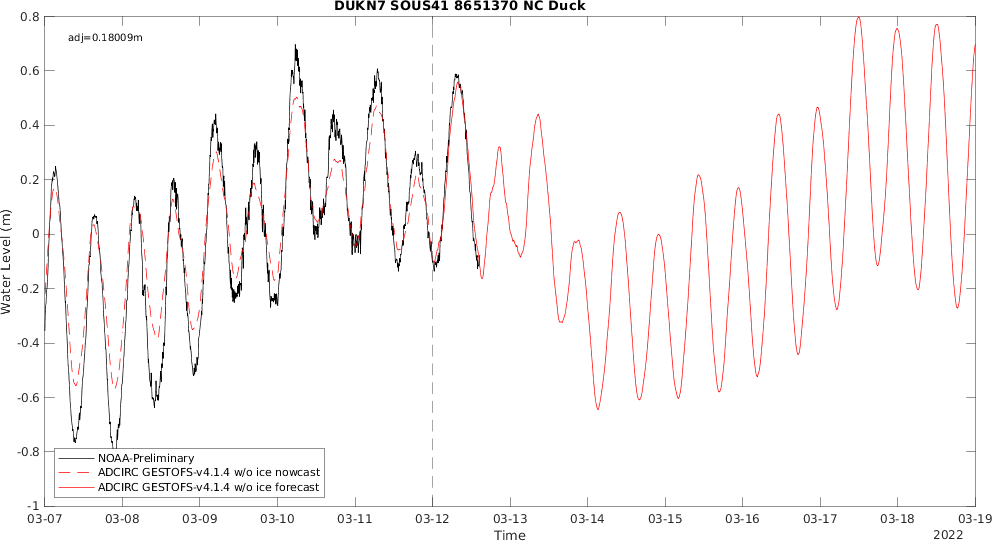 DUKN7 SOUS41 8651370 NC Duck
adj=0.18009m
0.8
0.6
0.4
0.2
0
-0.2
-0.4
-0.6
-0.8
-1
Water Level (m)
NOAA-Preliminary
ADCIRC GESTOFS-v4.1.4 w/o ice nowcast
ADCIRC GESTOFS-v4.1.4 w/o ice forecast
03-07 03-08 03-09 03-10 03-11 03-12 03-13 03-14 03-15 03-16 03-17 03-18 03-19
Time
2022